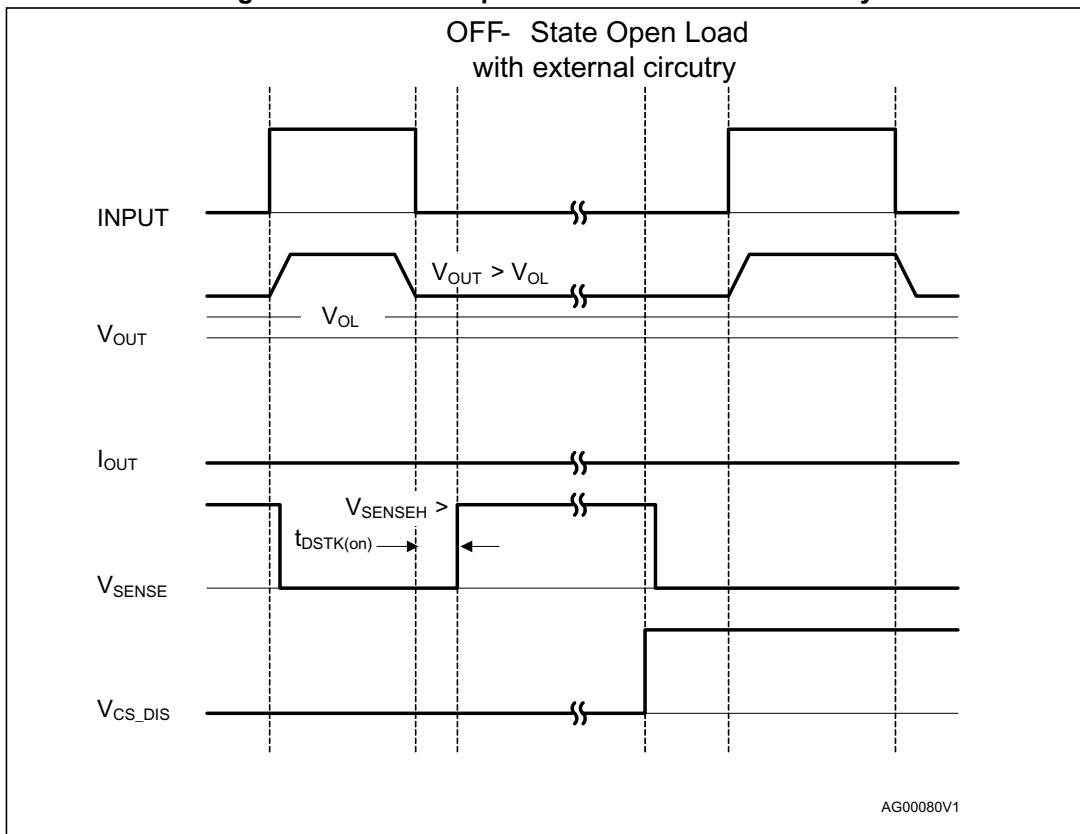 OFF- State Open Load
with external circutry
INPUT
V_OUT > V_OL
V_OL
V_OUT
I_OUT
V_SENSEH >
t_DSTK(on)
V_SENSE
V_CS_DIS
AG00080V1